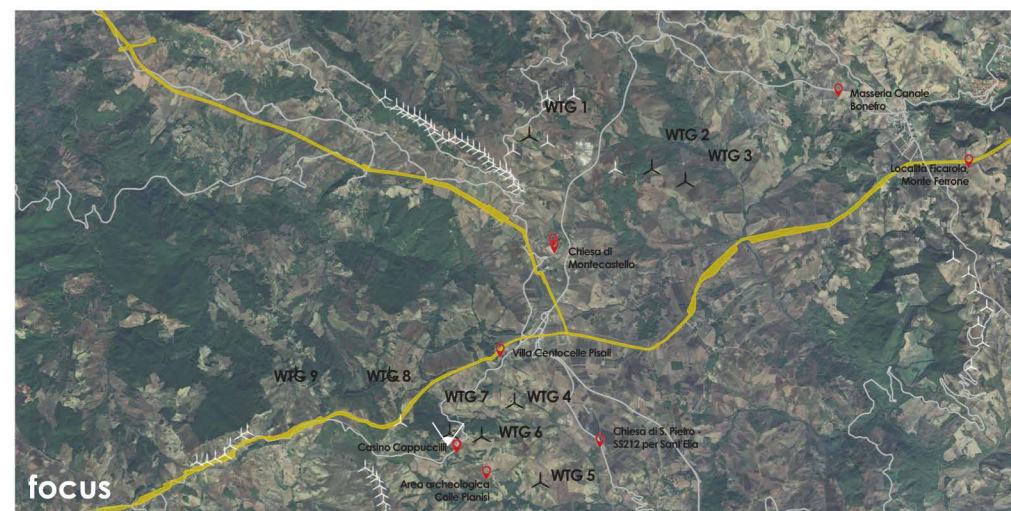 WTG 1
Masseria Canale
Bonefro
WTG 2
WTG 3
Località Ficarola,
Monte Ferrone
Chiesa di
Montecastello
Villa Centocelle Pisali
WTG 9
WTG 8
WTG 7
WTG 4
WTG 6
Chiesa di S. Pietro -
SS212 per Sant'Elia
Casino Cappuccilli
WTG 5
Area archeologica
Colle Pianisi
focus